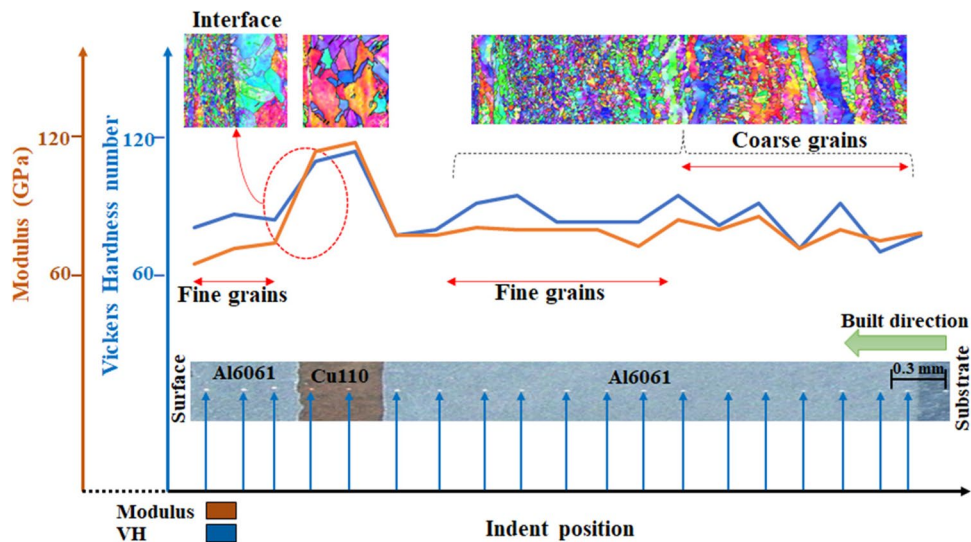 Interface
Modulus (GPa)
Vickers Hardness number
120
120
60
60
Coarse grains
Fine grains
Fine grains
Built direction
Surface
Al6061
Cu110
Al6061
0.3 mm
Substrate
Modulus
VH
Indent position